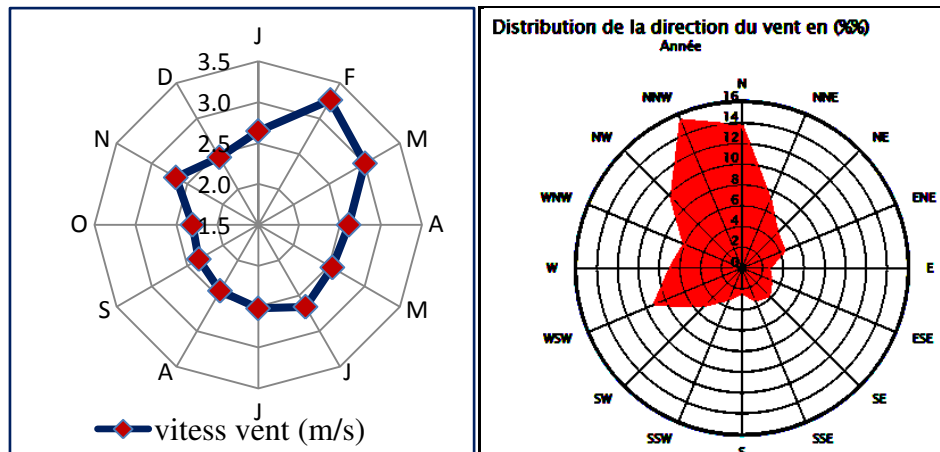 J
F
M
A
M
J
J
A
S
O
N
D
3.5
3.0
2.5
2.0
1.5
vitess vent (m/s)
Distribution de la direction du vent en (%%)
Année
N
NNE
NE
ENE
E
ESE
SE
SSE
S
SSW
SW
WSW
W
WNW
NW
NNW
16
14
12
10
8
6
4
2
0